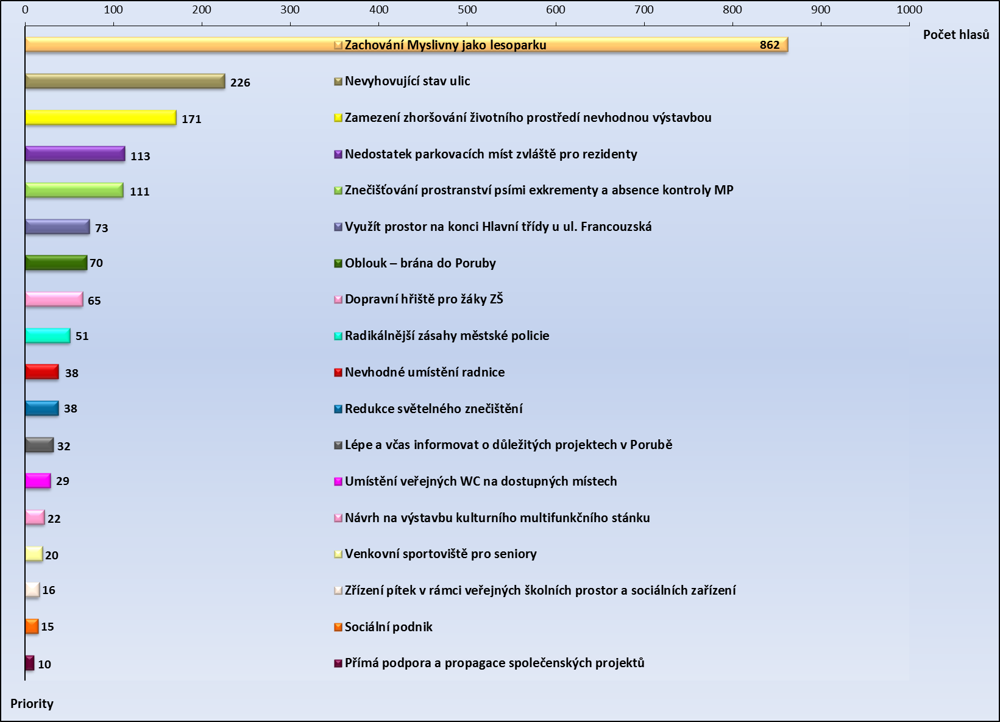 0 100 200 300 400 500 600 700 800 900 1000
Počet hlasů
Zachování Myslivny jako lesoparku 862
226 Nevyhovující stav ulic
171 Zamezení zhoršování životního prostředí nevhodnou výstavbou
113 Nedostatek parkovacích míst zvláště pro rezidenty
111 Znečišťování prostranství psími exkrementy a absence kontroly MP
73 Využít prostor na konci Hlavní třídy u ul. Francouzská
70 Oblouk – brána do Poruby
65 Dopravní hřiště pro žáky ZŠ
51 Radikálnější zásahy městské policie
38 Nevhodné umístění radnice
38 Redukce světelného znečištění
32 Lépe a včas informovat o důležitých projektech v Porubě
29 Umístění veřejných WC na dostupných místech
22 Návrh na výstavbu kulturního multifunkčního stánku
20 Venkovní sportoviště pro seniory
16 Zřízení pítek v rámci veřejných školních prostor a sociálních zařízení
15 Sociální podnik
10 Přímá podpora a propagace společenských projektů
Priority